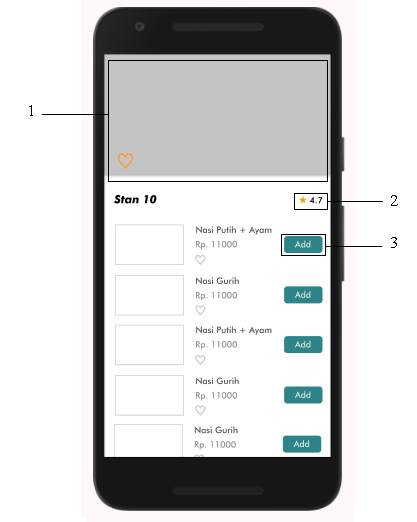 1
Stan 10
★ 4.7
2
Nasi Putih + Ayam
Rp. 11000
Add
3
Nasi Gurih
Rp. 11000
Add
Nasi Putih + Ayam
Rp. 11000
Add
Nasi Gurih
Rp. 11000
Add
Nasi Gurih
Rp. 11000
Add